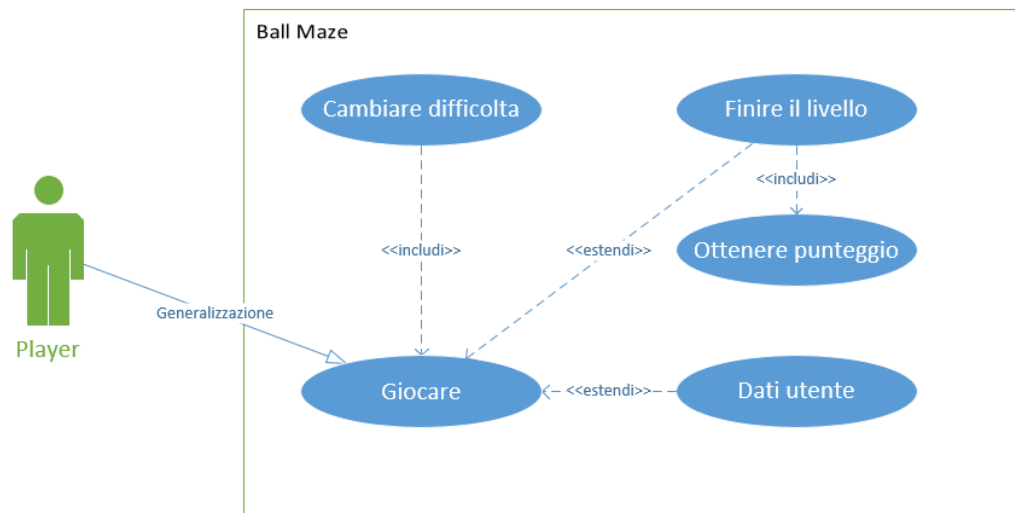 Ball Maze
Cambiare difficolta
Finire il livello
<<includi>>
<<includi>>
<<estendi>>
Ottenere punteggio
Generalizzazione
Player
Giocare
<<estendi>>
Dati utente